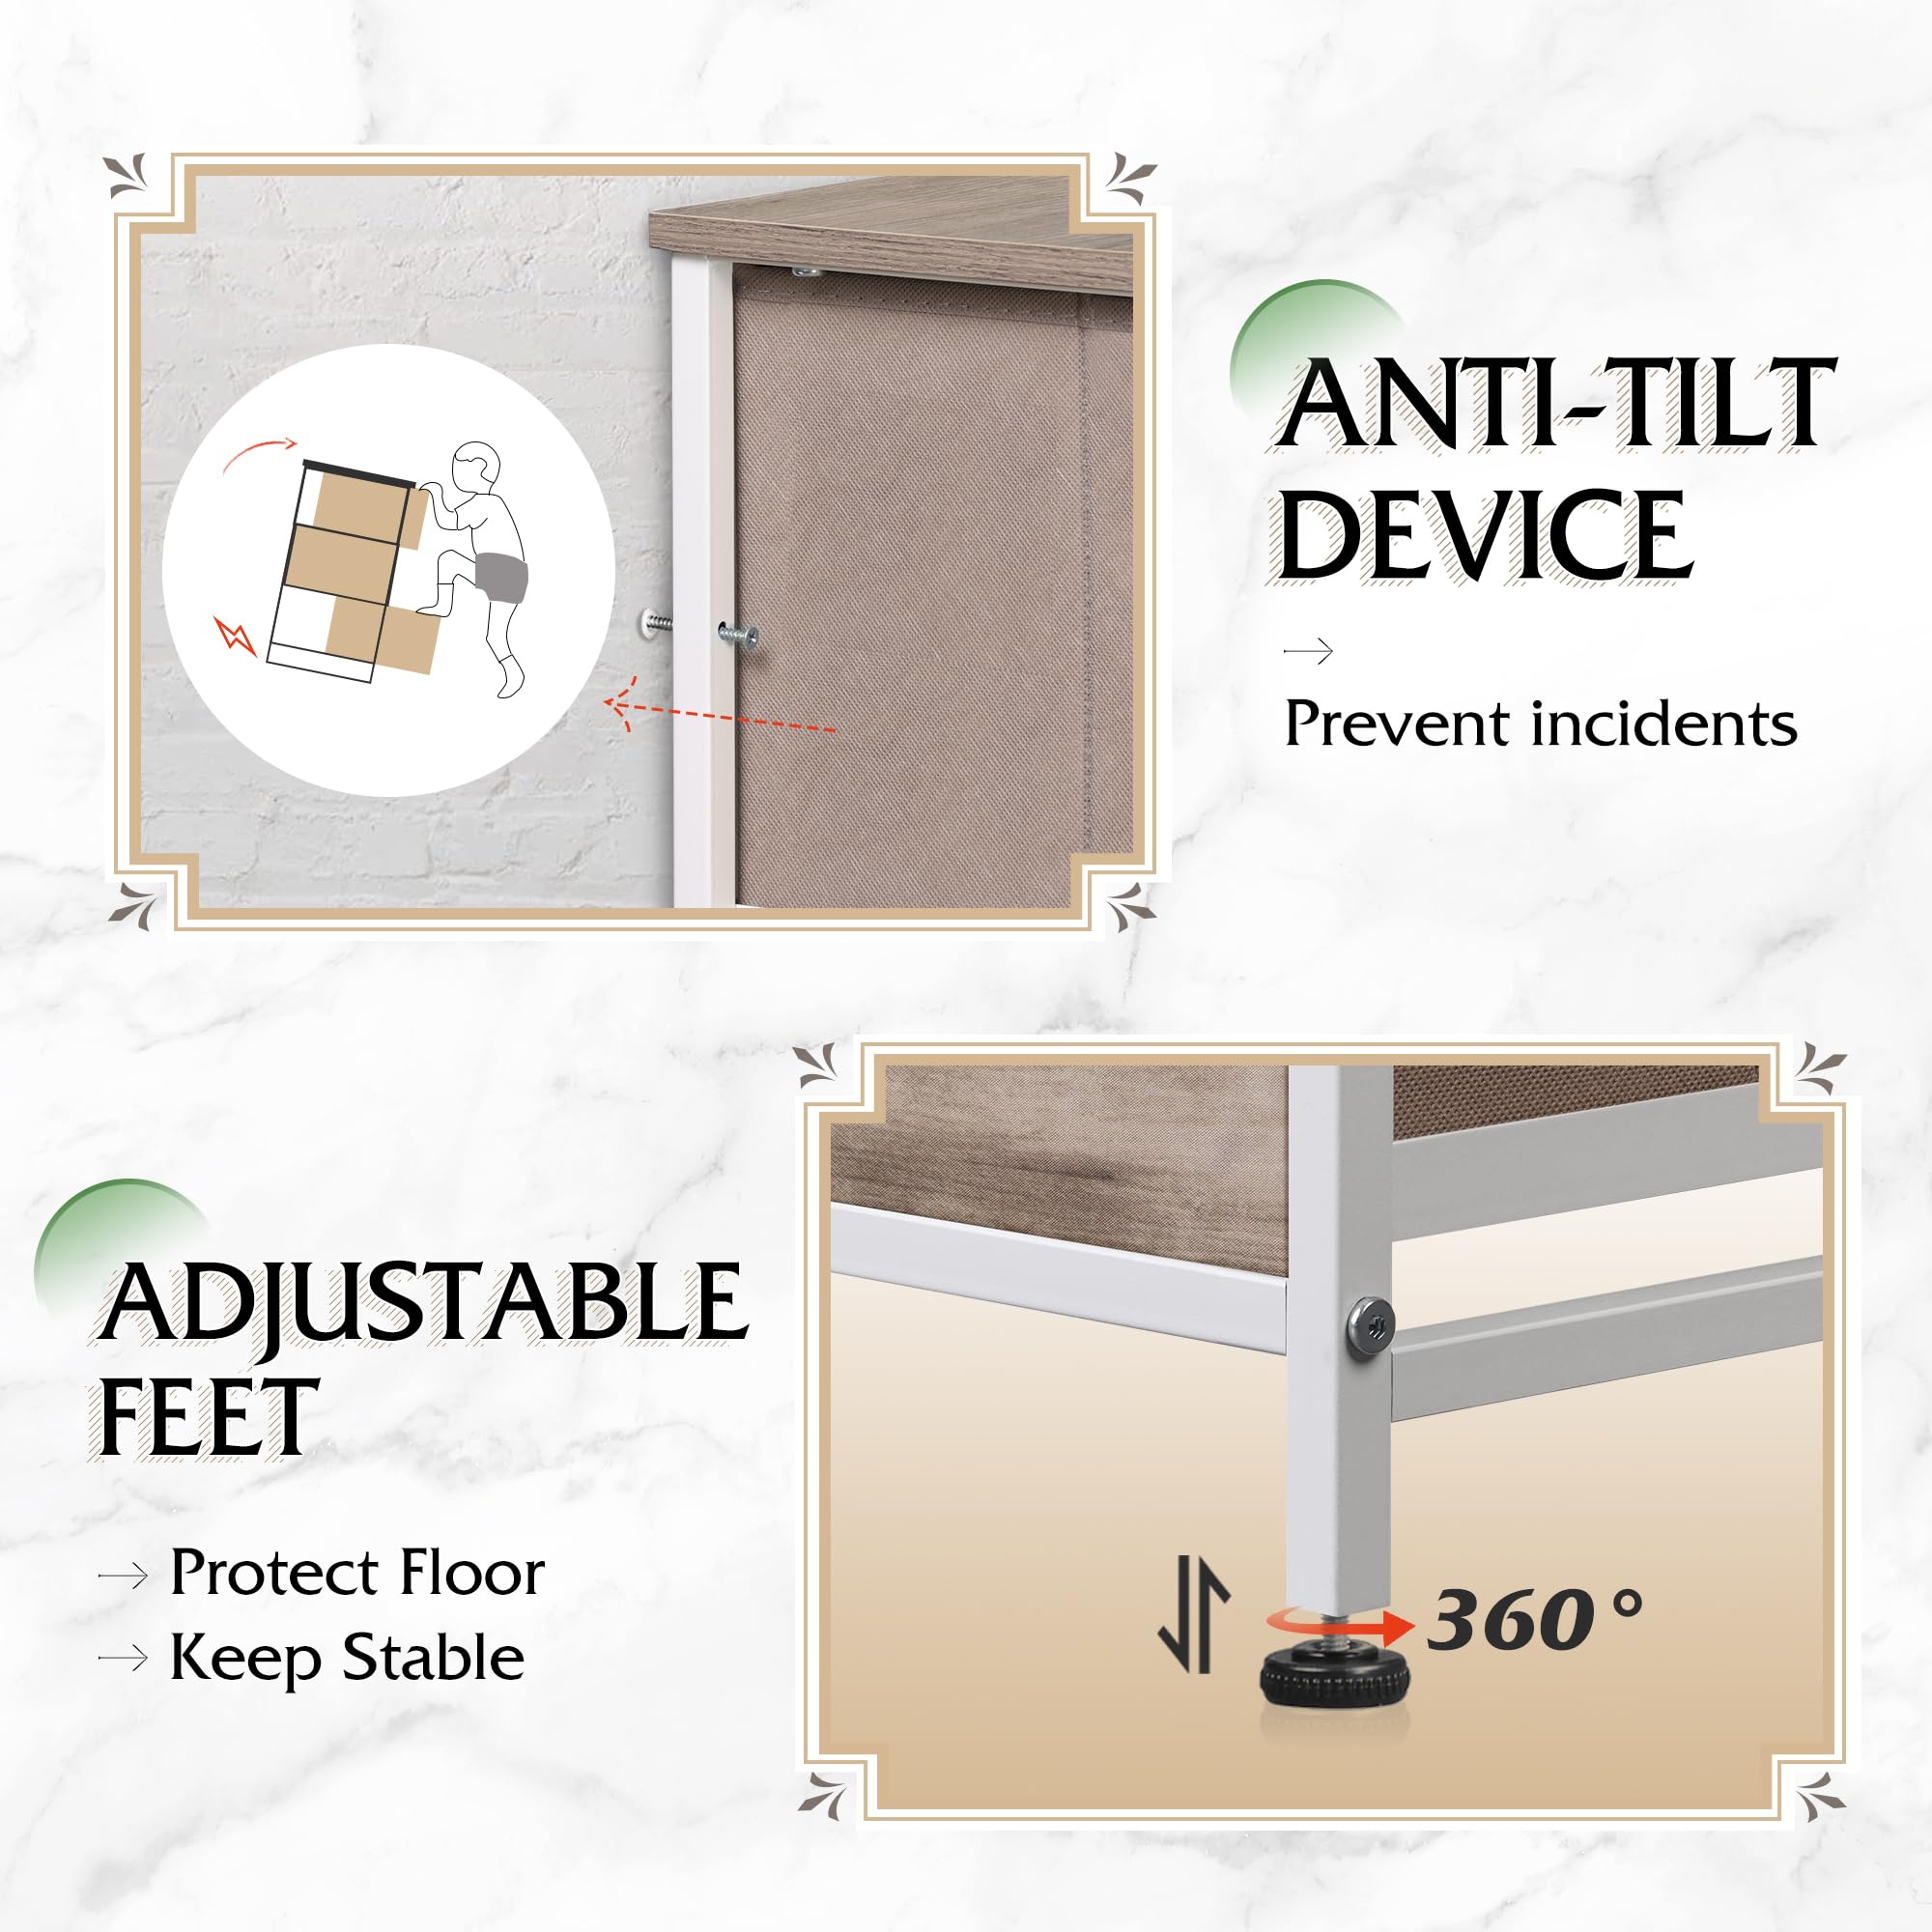 ANTI-TILT
DEVICE
Prevent incidents
ADJUSTABLE
FEET
Protect Floor
Keep Stable
360°